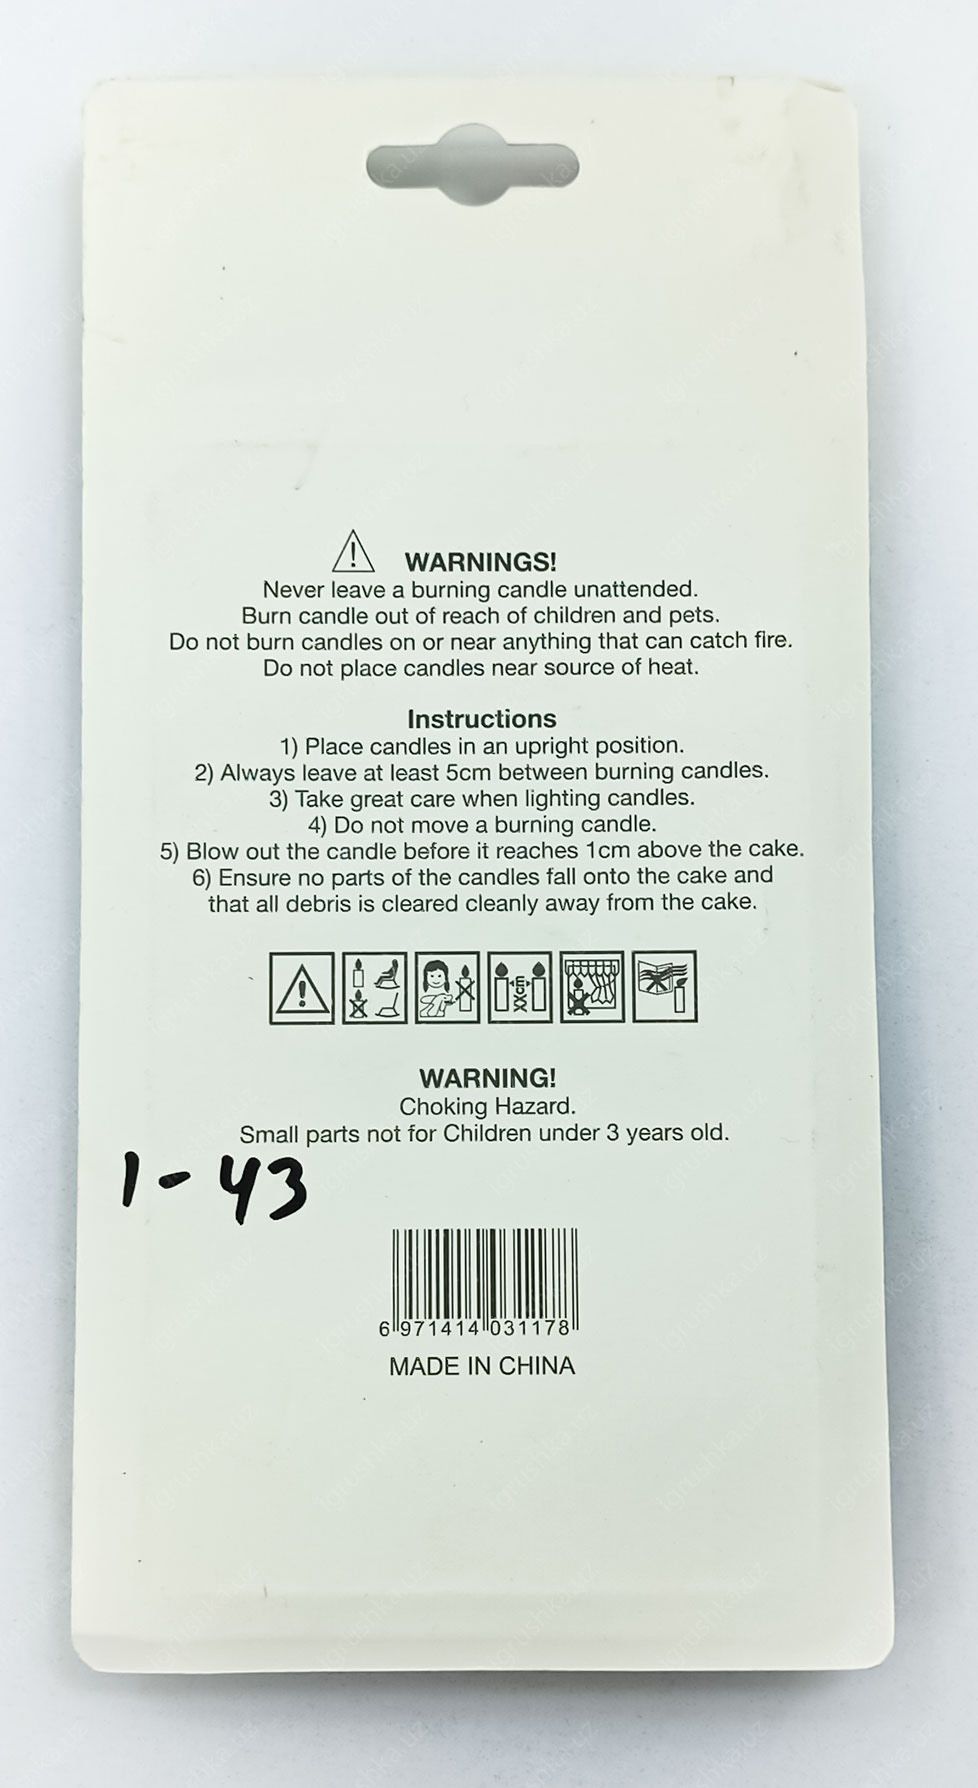 WARNINGS!
Never leave a burning candle unattended.
Burn candle out of reach of children and pets.
Do not burn candles on or near anything that can catch fire.
Do not place candles near source of heat.
Instructions
1) Place candles in an upright position.
2) Always leave at least 5cm between burning candles.
3) Take great care when lighting candles.
4) Do not move a burning candle.
5) Blow out the candle before it reaches 1cm above the cake.
6) Ensure no parts of the candles fall onto the cake and
that all debris is cleared cleanly away from the cake.
XXcm
WARNING!
Choking Hazard.
Small parts not for Children under 3 years old.
1-43
6 971414 031178
MADE IN CHINA
igrushka.uz